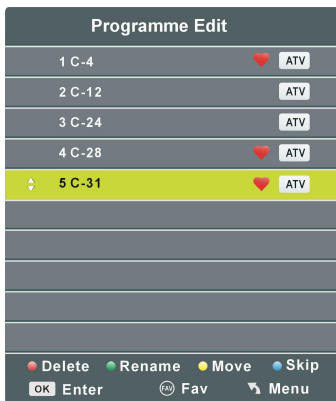 Programme Edit
1 C-4 ATV
2 C-12 ATV
3 C-24 ATV
4 C-28 ATV
5 C-31 ATV
Delete Rename Move Skip
OK Enter FAV Fav Menu